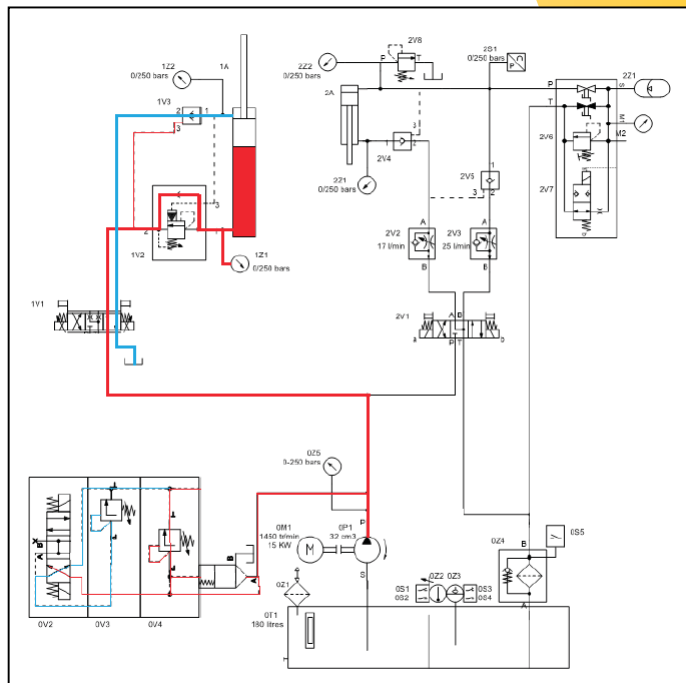 2V8
1Z2
0/250 bars
1A
2Z2
0/250 bars
P
T
2S1
0/250 bars
P
2Z1
S
1V3
2
1
3
2A
3
1
2
2V4
T
M1
M2
2V6
2Z1
0/250 bars
1
3
2
2V5
2V7
3
2
1V2
1Z1
0/250 bars
A
A
2V2
17 l/min
2V3
25 l/min
B
B
1V1
2V1
A
B
P
T
0Z5
0-250 bars
P
0M1
1450 tr/min
15 KW
0P1
32 cm3
M
S
B
0S5
0Z4
B
A
X
B
A
T
P
T
P
0Z1
0T1
180 litres
0S1
0S2
0Z2
0Z3
0S3
0S4
0V2
0V3
0V4
T